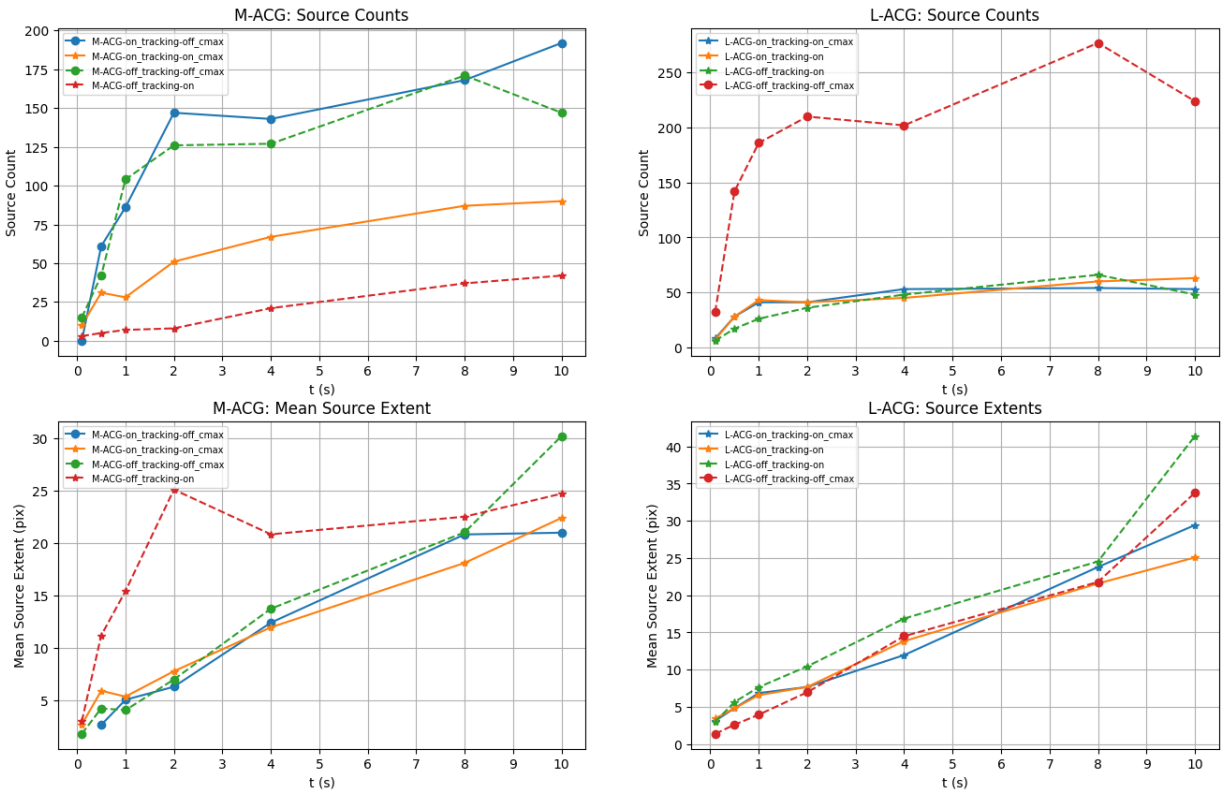 M-ACG: Source Counts
Source Count
200
175
150
125
100
75
50
25
0
M-ACG-on_tracking-off_cmax
M-ACG-on_tracking-on_cmax
M-ACG-off_tracking-off_cmax
M-ACG-off_tracking-on
0 1 2 3 4 5 6 7 8 9 10
t (s)
L-ACG: Source Counts
Source Count
250
200
150
100
50
0
L-ACG-on_tracking-on_cmax
L-ACG-on_tracking-on
L-ACG-off_tracking-on
L-ACG-off_tracking-off_cmax
0 1 2 3 4 5 6 7 8 9 10
t (s)
M-ACG: Mean Source Extent
Mean Source Extent (pix)
30
25
20
15
10
5
M-ACG-on_tracking-off_cmax
M-ACG-on_tracking-on_cmax
M-ACG-off_tracking-off_cmax
M-ACG-off_tracking-on
0 1 2 3 4 5 6 7 8 9 10
t (s)
L-ACG: Source Extents
Mean Source Extent (pix)
40
35
30
25
20
15
10
5
0
L-ACG-on_tracking-on_cmax
L-ACG-on_tracking-on
L-ACG-off_tracking-on
L-ACG-off_tracking-off_cmax
0 1 2 3 4 5 6 7 8 9 10
t (s)